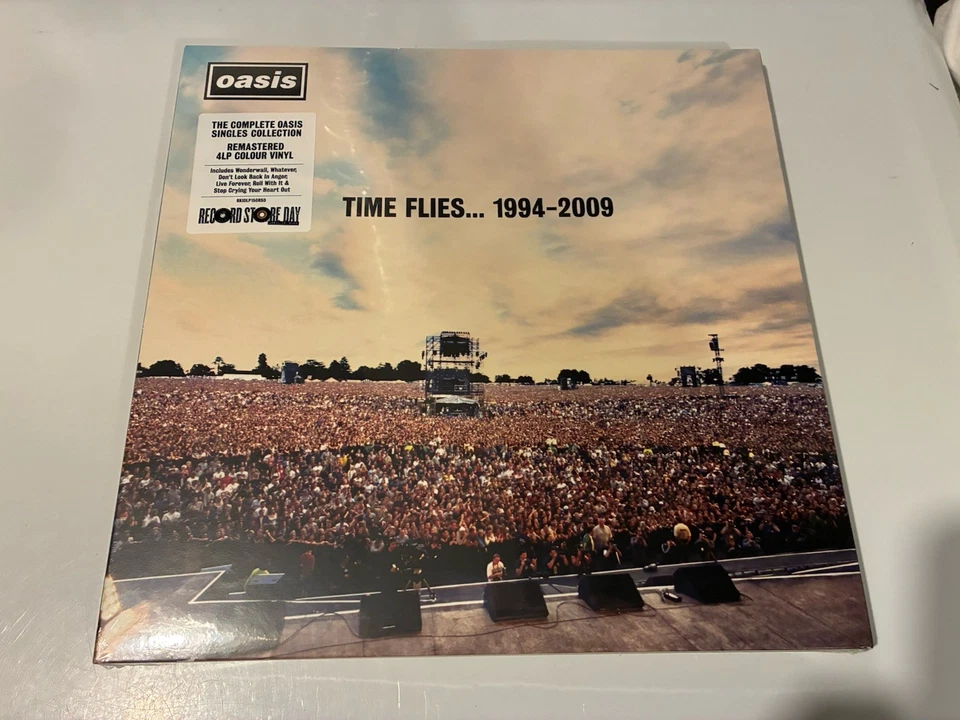 oasis
THE COMPLETE OASIS
SINGLES COLLECTION
REMASTERED
4LP COLOUR VINYL
Includes Wonderwall, Whatever,
Don't Look Back In Anger,
Live Forever, Roll With It &
Stop Crying Your Heart Out
RECORD STORE DAY
TIME FLIES... 1994-2009